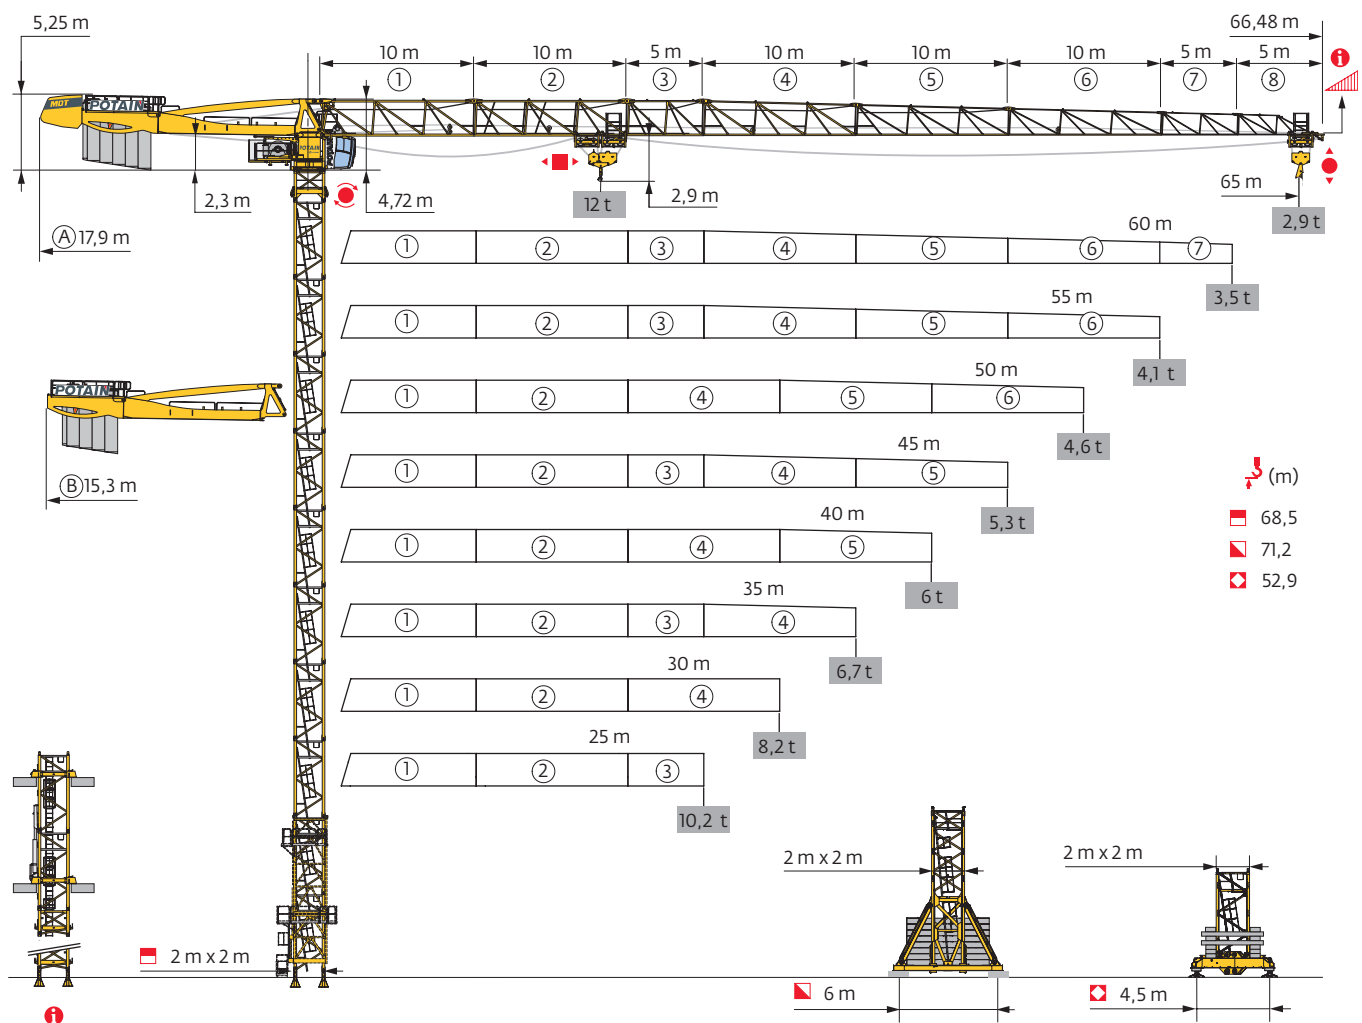 5,25 m
66,48 m
10 m 10 m 5 m 10 m 10 m 10 m 5 m 5 m
1 2 3 4 5 6 7 8
i
MDT POTAIN
POTAIN
2,3 m
4,72 m
12 t
2,9 m
65 m
2,9 t
A 17,9 m
60 m
1 2 3 4 5 6 7
3,5 t
55 m
1 2 3 4 5 6
4,1 t
POTAIN
50 m
1 2 4 5 6
4,6 t
B 15,3 m
45 m
1 2 3 4 5
5,3 t
(m)
68,5
71,2
52,9
40 m
1 2 4 5
6 t
35 m
1 2 3 4
6,7 t
30 m
1 2 4
8,2 t
25 m
1 2 3
10,2 t
2 m x 2 m
2 m x 2 m
2 m x 2 m
6 m
4,5 m
i